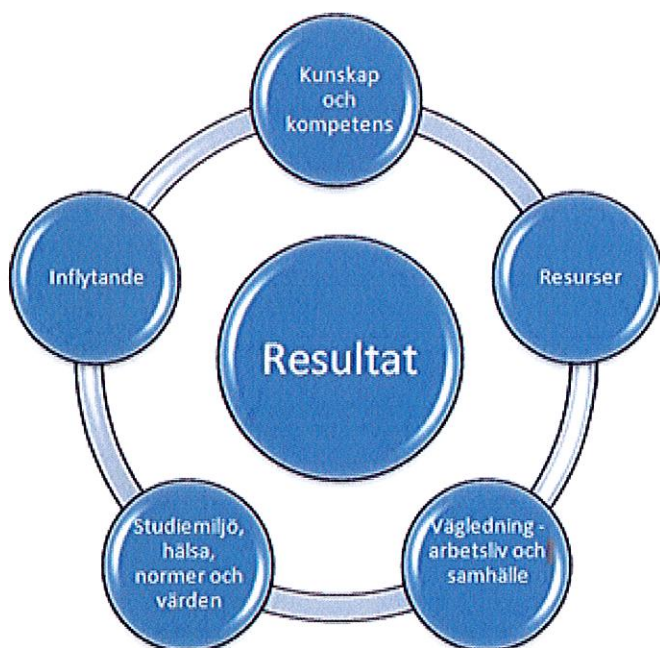 Kunskap
och
kompetens
Inflytande
Resurser
Resultat
Studiemiljö,
hälsa,
normer och
värden
Vägledning -
arbetsliv och
samhälle